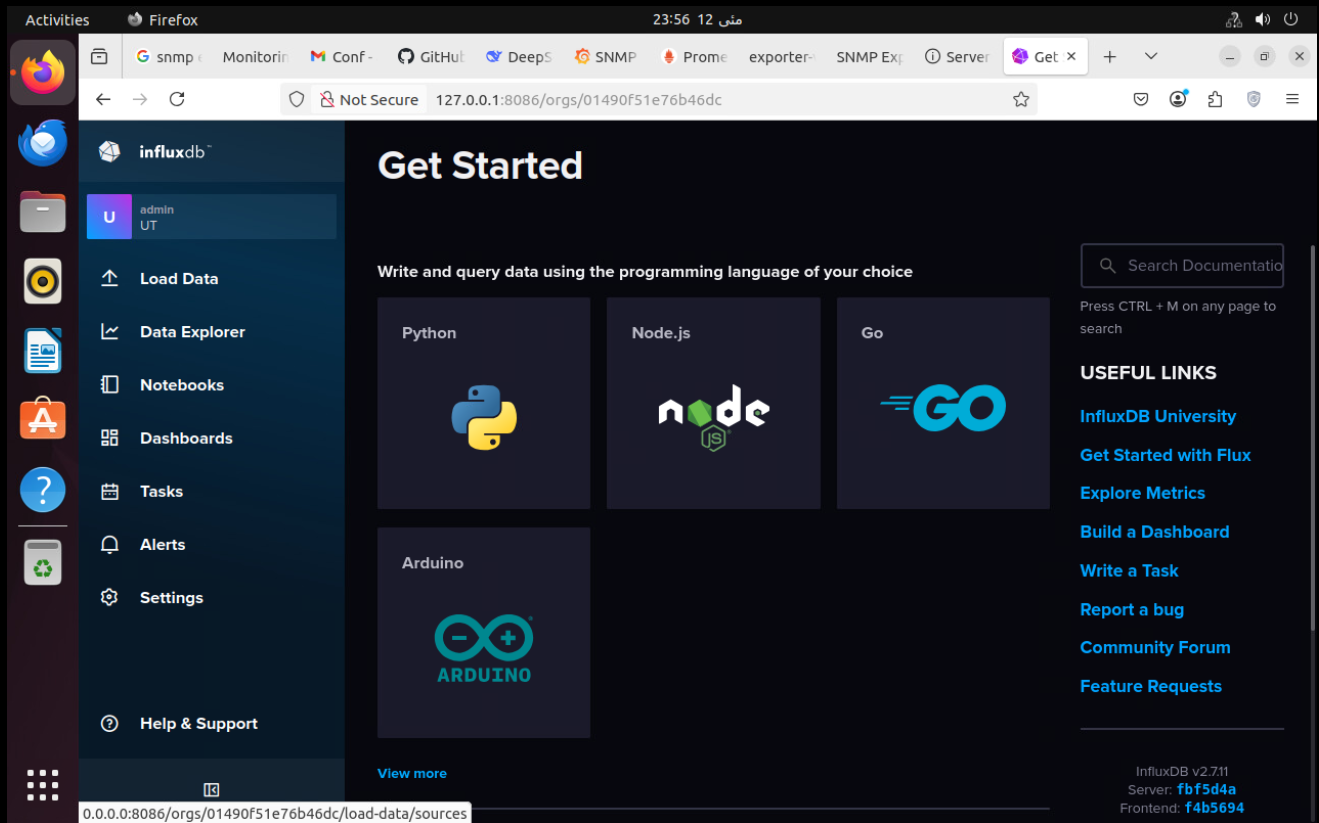 Activities
Firefox
مئی 12 23:56
snmp e
Monitorin
Conf -
GitHub
DeepS
SNMP
Prome
exporter-
SNMP Exp
Server
Get
Not Secure
127.0.0.1:8086/orgs/01490f51e76b46dc
influxdb™
U
admin
UT
Load Data
Data Explorer
Notebooks
Dashboards
Tasks
Alerts
Settings
Help & Support
0.0.0.0:8086/orgs/01490f51e76b46dc/load-data/sources
Get Started
Write and query data using the programming language of your choice
Python
Node.js
Go
node
JS
GO
Arduino
ARDUINO
View more
Search Documentatio
Press CTRL + M on any page to
search
USEFUL LINKS
InfluxDB University
Get Started with Flux
Explore Metrics
Build a Dashboard
Write a Task
Report a bug
Community Forum
Feature Requests
InfluxDB v2.7.11
Server: fbf5d4a
Frontend: f4b5694